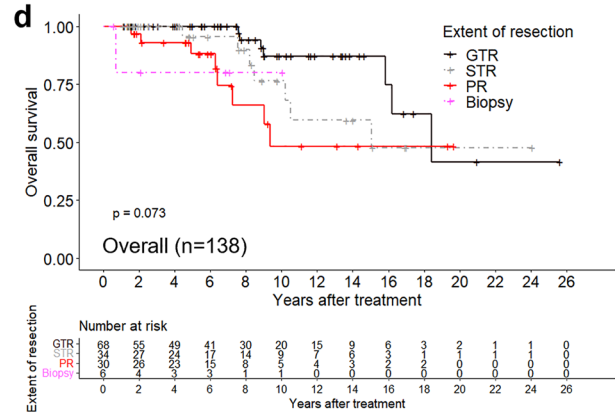 d
Extent of resection
GTR
STR
PR
Biopsy
Overall survival
1.00
0.75
0.50
0.25
0.00
p = 0.073
Overall (n=138)
0 2 4 6 8 10 12 14 16 18 20 22 24 26
Years after treatment
Number at risk
Extent of resection
GTR 68 55 49 41 30 20 15 9 6 3 2 1 1 0
STR 34 27 24 17 14 9 7 6 3 1 1 1 1 0
PR 30 26 23 15 8 5 4 3 2 2 0 0 0 0
Biopsy 6 4 3 3 1 1 0 0 0 0 0 0 0 0
0 2 4 6 8 10 12 14 16 18 20 22 24 26
Years after treatment